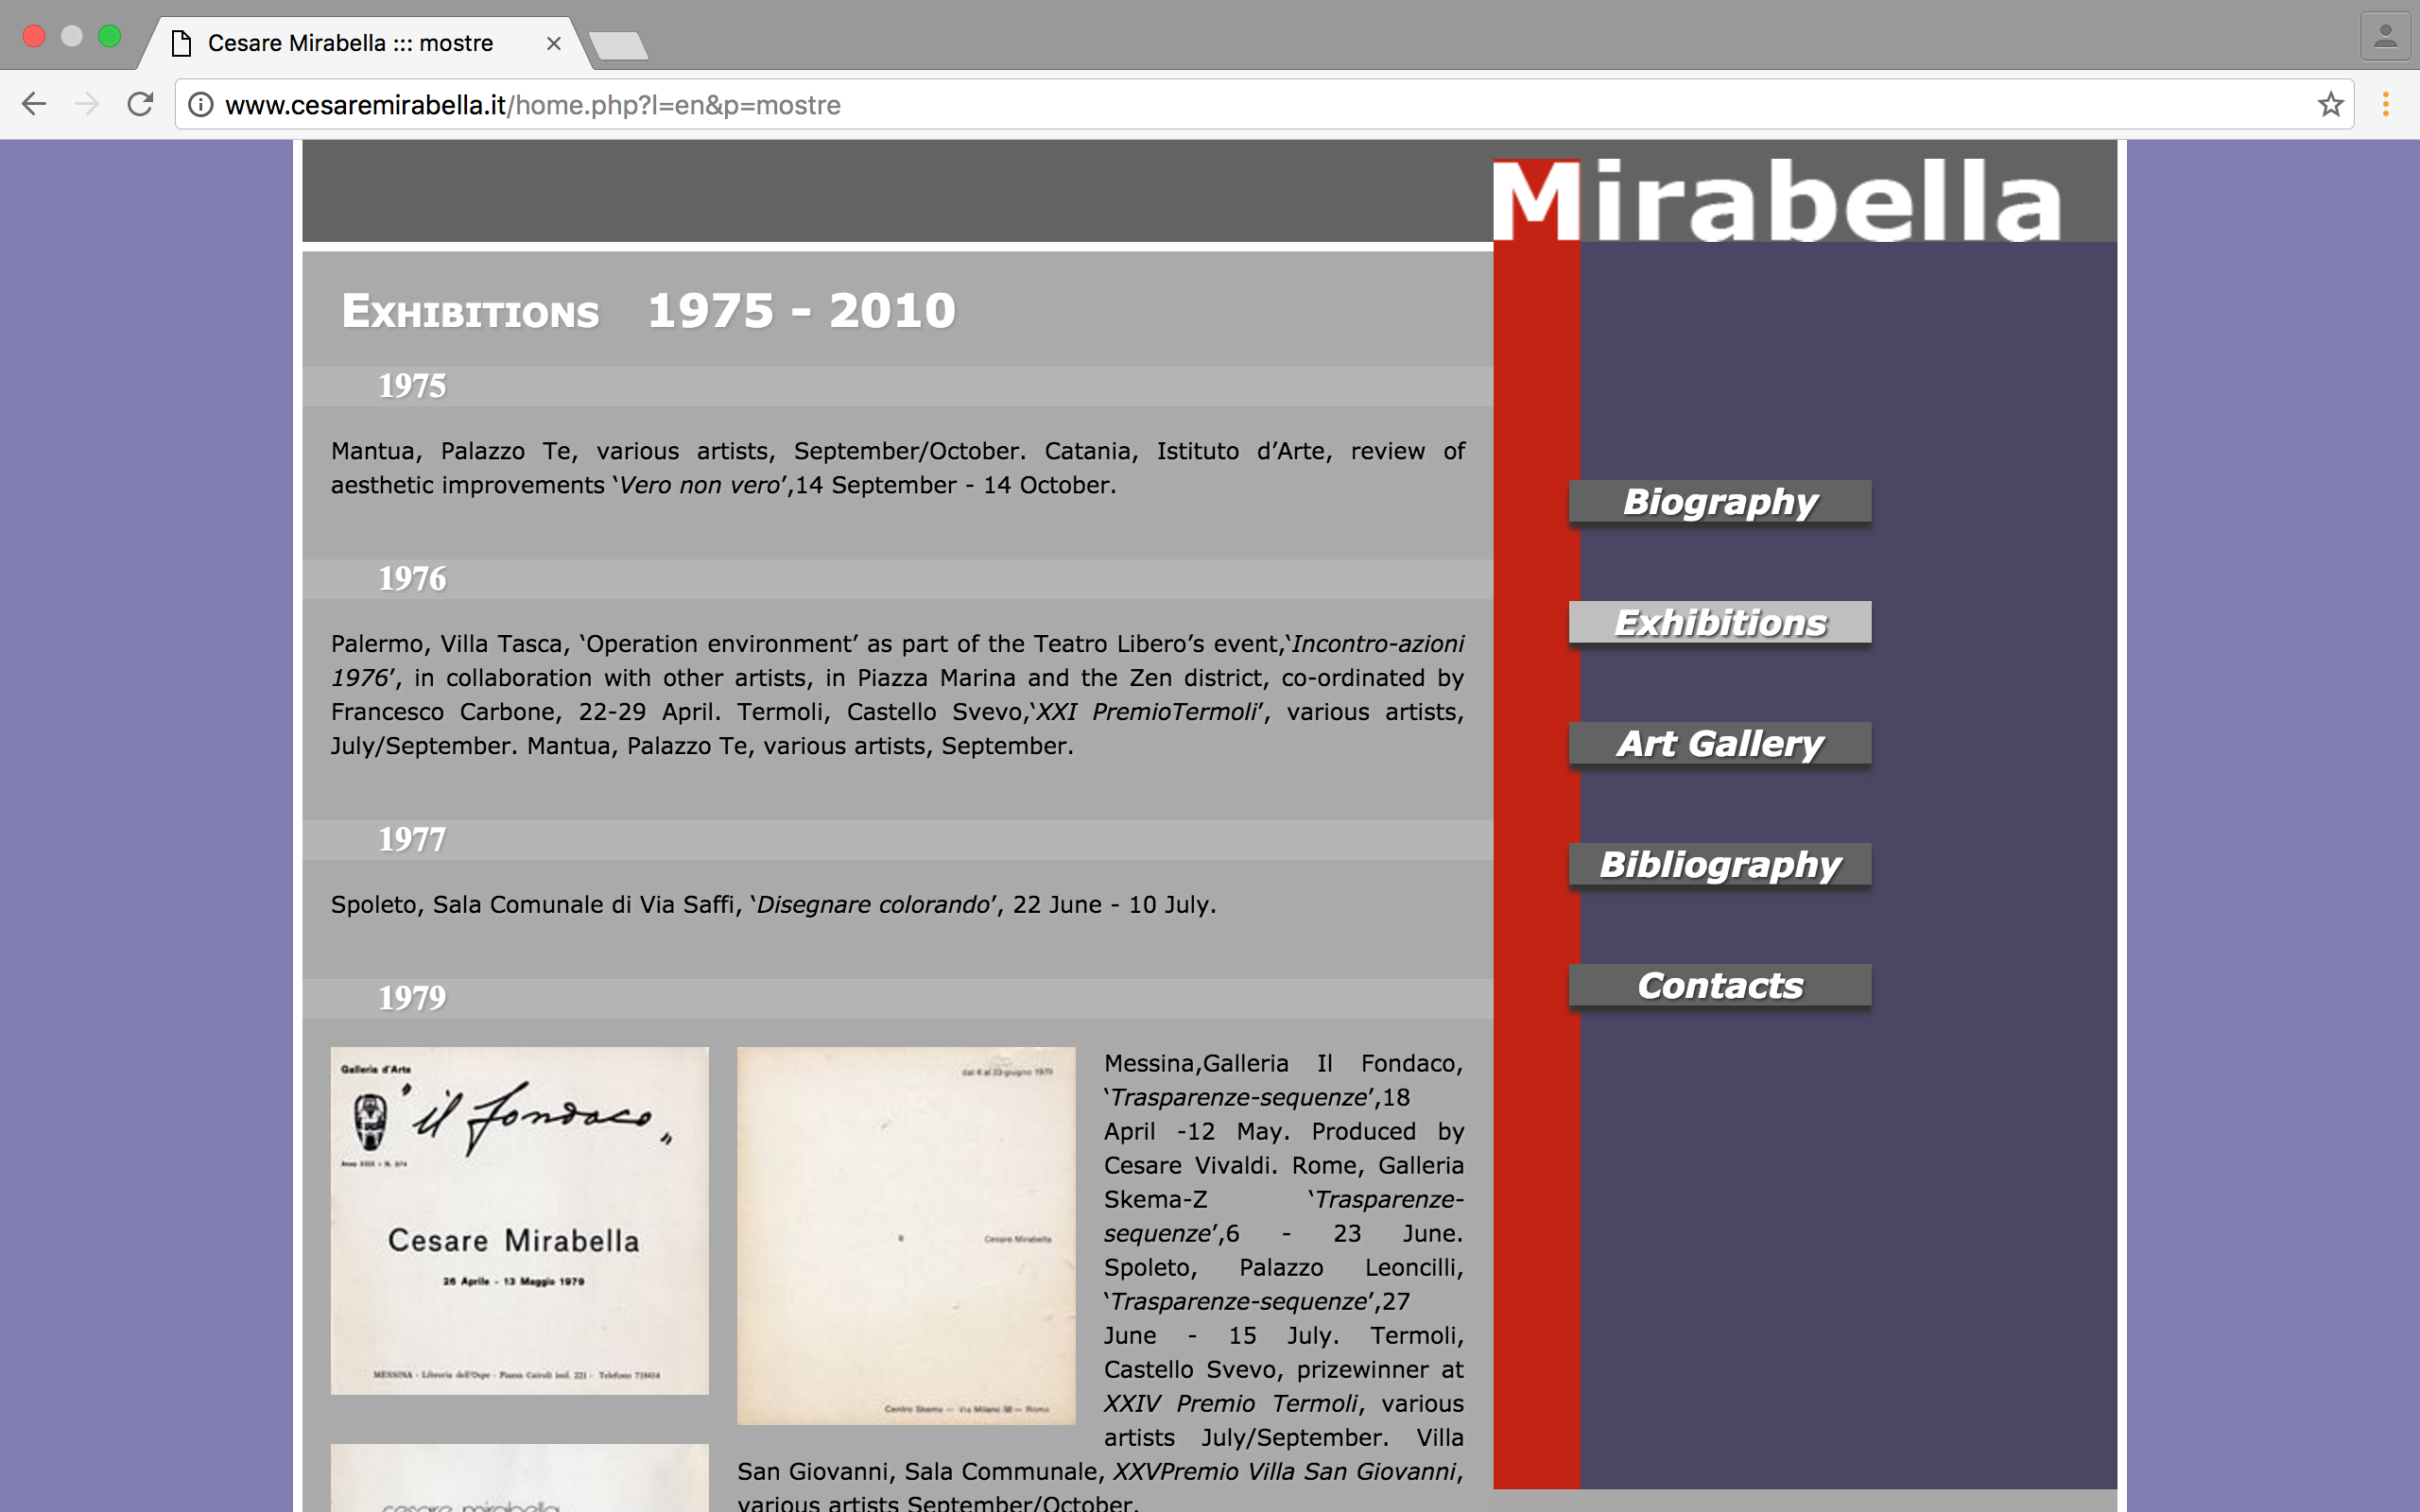 Cesare Mirabella ::: mostre
www.cesaremirabella.it/home.php?l=en&p=mostre
Mirabella
Exhibitions 1975 - 2010
1975
Mantua, Palazzo Te, various artists, September/October. Catania, Istituto d’Arte, review of
aesthetic improvements ‘Vero non vero’,14 September - 14 October.
1976
Palermo, Villa Tasca, ‘Operation environment’ as part of the Teatro Libero’s event,‘Incontro-azioni
1976’, in collaboration with other artists, in Piazza Marina and the Zen district, co-ordinated by
Francesco Carbone, 22-29 April. Termoli, Castello Svevo,‘XXI PremioTermoli’, various artists,
July/September. Mantua, Palazzo Te, various artists, September.
1977
Spoleto, Sala Comunale di Via Saffi, ‘Disegnare colorando’, 22 June - 10 July.
1979
Galleria d'Arte
"il fondaco"
Cesare Mirabella
26 Aprile - 13 Maggio 1979
MESSINA - Libreria dell'Ospe - Piazza Cairoli isol. 221 - Telefono 718414
dal 6 al 23 giugno 1979
Cesare Mirabella
Centro Skema — Via Milano — Roma
Messina,Galleria Il Fondaco,
‘Trasparenze-sequenze’,18
April -12 May. Produced by
Cesare Vivaldi. Rome, Galleria
Skema-Z ‘Trasparenze-
sequenze’,6 - 23 June.
Spoleto, Palazzo Leoncilli,
‘Trasparenze-sequenze’,27
June - 15 July. Termoli,
Castello Svevo, prizewinner at
XXIV Premio Termoli, various
artists July/September. Villa
San Giovanni, Sala Communale, XXVPremio Villa San Giovanni,
various artists September/October.
cesare mirabella
Biography
Exhibitions
Art Gallery
Bibliography
Contacts